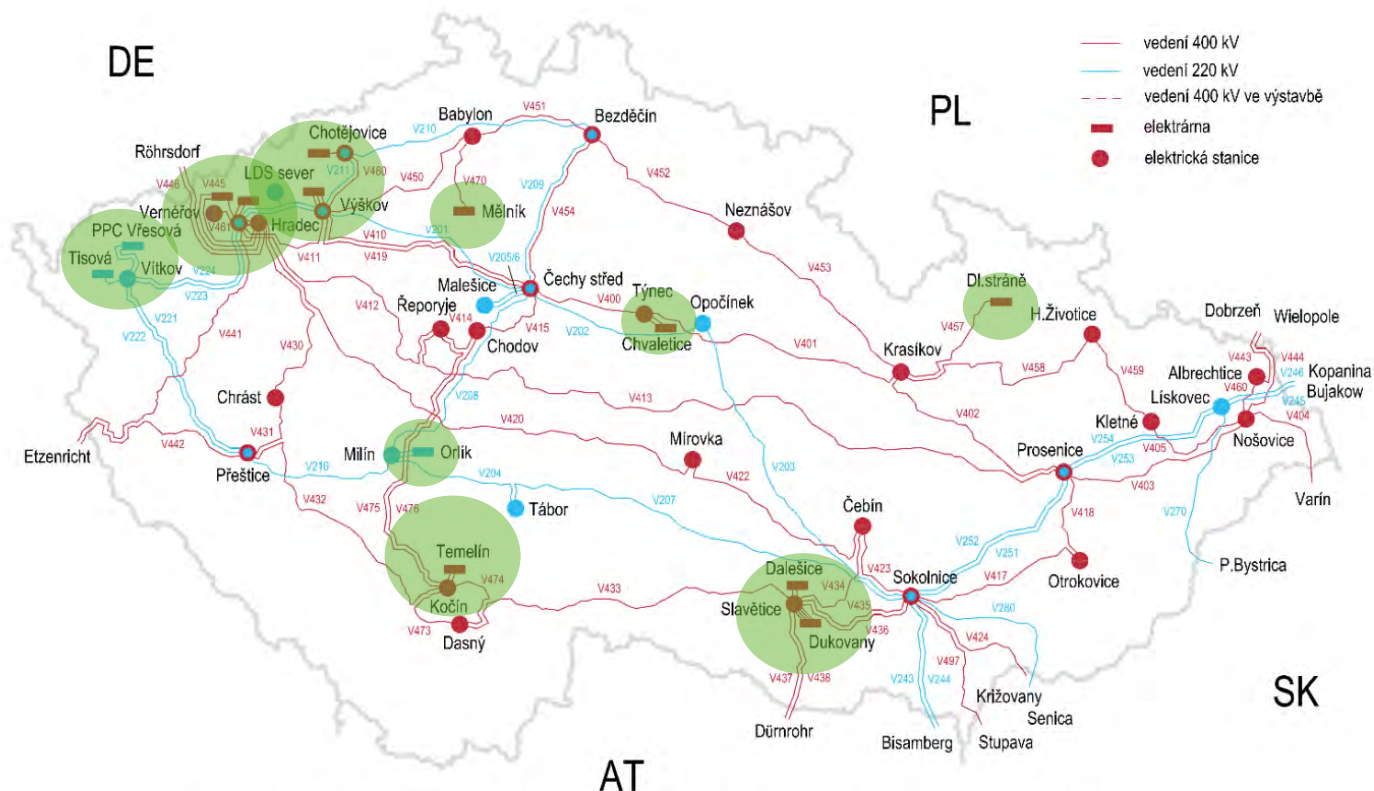 DE
PL
SK
AT
vedení 400 kV
vedení 220 kV
vedení 400 kV ve výstavbě
elektrárna
elektrická stanice
V451
Babylon
Bezděčín
Chotějovice
V210
Röhrsdorf
LDS sever
V211
V480
V450
V470
V209
V452
V446
V445
Vernéřov
V461
Hradec
Výškov
Mělník
V454
Neznášov
PPC Vřesová
Tisová
Vítkov
V224
V223
V411
V410
V419
V201
V205/6
V453
Malešice
Čechy střed
Dl.stráně
V221
V222
V441
V412
Řeporyje
V414
V415
Chodov
V400
V202
Týnec
Chvaletice
Opočínek
V401
V457
H.Životice
Dobrzeň
Wielopole
V430
Krasíkov
V458
V459
V443
V444
V246
Kopanina
Albrechtice
V460
Bujakow
V245
Lískovec
V404
Chrást
V208
V413
V402
Kletné
V405
Nošovice
V254
V253
V420
Etzenricht
V442
V431
Přeštice
V216
Milín
Orlik
V204
Mírovka
V422
V203
Prosenice
V403
Varín
V432
V475
V476
Tábor
V207
Čebín
V418
V270
V252
V251
Temelín
V474
Kočín
V473
Dasný
V433
Dalešice
V434
V423
Slavětice
V435
V436
Dukovany
Sokolnice
V417
Otrokovice
P.Bystrica
V280
V424
V497
V437
V438
V243
V244
Dürnrohr
Bisamberg
Križovany
Senica
Stupava